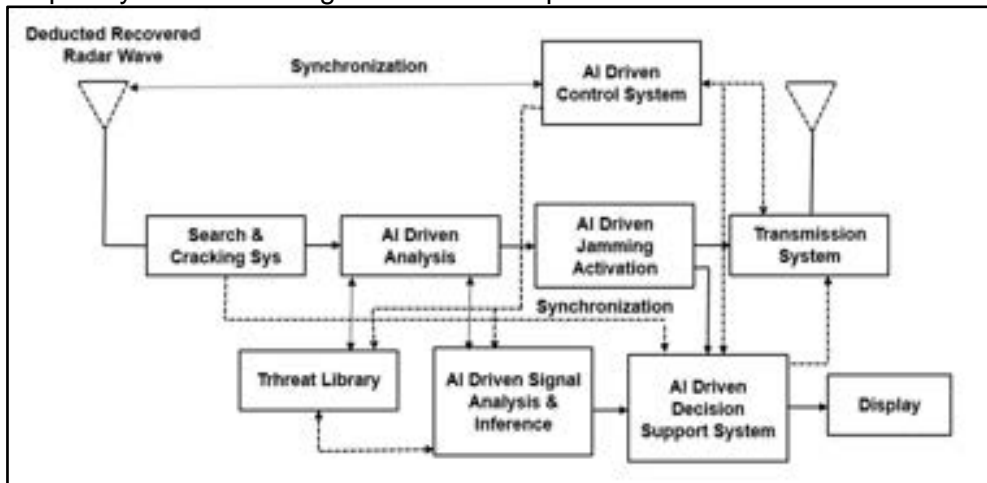 Deducted Recovered
Radar Wave
Synchronization
AI Driven
Control System
Search &
Cracking Sys
AI Driven
Analysis
AI Driven
Jamming
Activation
Transmission
System
Synchronization
Trhreat Library
AI Driven Signal
Analysis &
Inference
AI Driven
Decision
Support System
Display